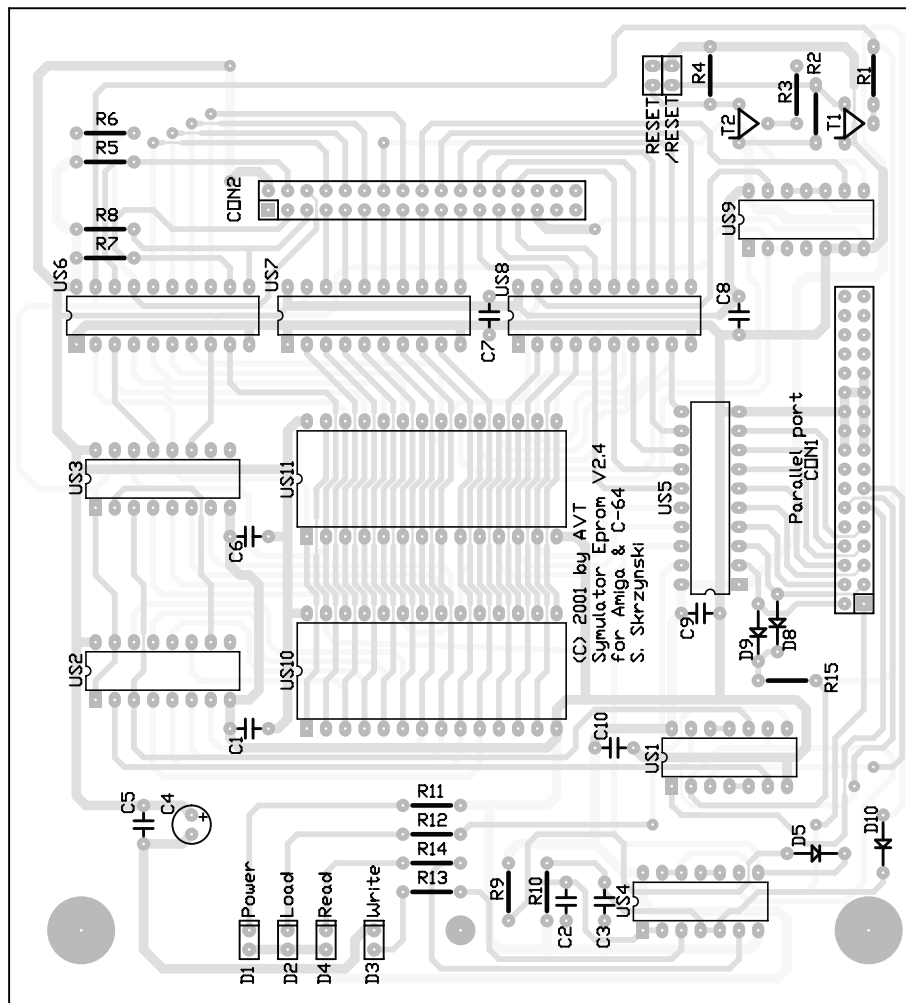 R4
R3
R2
R1
T2
T1
RESET
/RESET
R6
R5
CON2
R8
R7
US9
US6
US7
US8
C7
C8
US3
C6
US11
US5
Parallel port
CON1
(C) 2001 by AVT
Symulator Eprom V2.4
for Amiga & C-64
S. Skrzynski
US2
C1
US10
C9
D9
D8
R15
C10
US1
C5
C4
+
R11
R12
R14
R13
D5
D10
Power
Load
Read
Write
D1
D2
D4
D3
R9
R10
C2
C3
US4